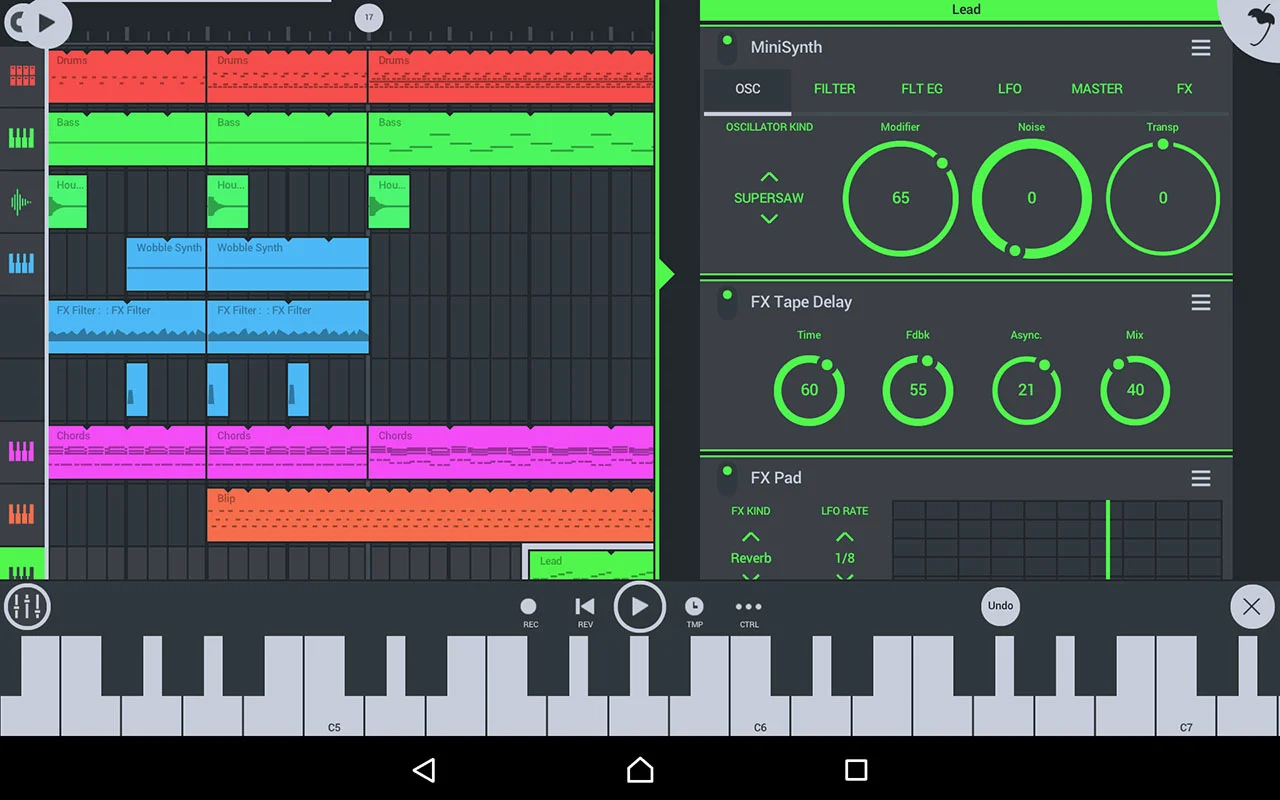 17
Drums Drums Drums
Bass Bass Bass
Hou... Hou... Hou...
Wobble Synth Wobble Synth
FX Filter : : FX Filter FX Filter : : FX Filter
Chords Chords Chords
Blip
Lead
Lead
MiniSynth
OSC FILTER FLT EG LFO MASTER FX
OSCILLATOR KIND Modifier Noise Transp
SUPERSAW 65 0 0
FX Tape Delay
Time Fdbk Async. Mix
60 55 21 40
FX Pad
FX KIND LFO RATE
Reverb 1/8
REC REV TMP CTRL Undo
C5 C6 C7